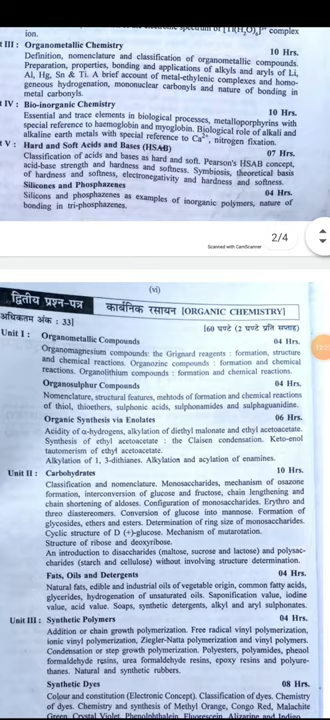 ion.
spectrum of [Ti(H₂O)₆]³⁺ complex
III : Organometallic Chemistry 10 Hrs.
Definition, nomenclature and classification of organometallic compounds.
Preparation, properties, bonding and applications of alkyls and aryls of Li,
Al, Hg, Sn & Ti. A brief account of metal-ethylenic complexes and homo-
geneous hydrogenation, mononuclear carbonyls and nature of bonding in
metal carbonyls.
IV : Bio-inorganic Chemistry 10 Hrs.
Essential and trace elements in biological processes, metalloporphyrins with
special reference to haemoglobin and myoglobin. Biological role of alkali and
alkaline earth metals with special reference to Ca²⁺, nitrogen fixation.
V : Hard and Soft Acids and Bases (HSAB) 07 Hrs.
Classification of acids and bases as hard and soft. Pearson's HSAB concept,
acid-base strength and hardness and softness. Symbiosis, theoretical basis
of hardness and softness, electronegativity and hardness and softness.
Silicones and Phosphazenes 04 Hrs.
Silicons and phosphazenes as examples of inorganic polymers, nature of
bonding in tri-phosphazenes.
2/4
Scanned with CamScanner
(vi)
द्वितीय प्रश्न-पत्र कार्बनिक रसायन [ORGANIC CHEMISTRY]
अधिकतम अंक : 33] [60 घण्टे (2 घण्टे प्रति सप्ताह)
Unit I : Organometallic Compounds 04 Hrs.
Organomagnesium compounds: the Grignard reagents : formation, structure
and chemical reactions. Organozinc compounds : formation and chemical
reactions. Organolithium compounds : formation and chemical reactions.
Organosulphur Compounds 04 Hrs.
Nomenclature, structural features, mehtods of formation and chemical reactions
of thiol, thioethers, sulphonic acids, sulphonamides and sulphaguanidine.
Organic Synthesis via Enolates 06 Hrs.
Acidity of α-hydrogens, alkylation of diethyl malonate and ethyl acetoacetate.
Synthesis of ethyl acetoacetate : the Claisen condensation. Keto-enol
tautomerism of ethyl acetoacetate.
Alkylation of 1, 3-dithianes. Alkylation and acylation of enamines.
Unit II : Carbohydrates 10 Hrs.
Classification and nomenclature. Monosaccharides, mechanism of osazone
formation, interconversion of glucose and fructose, chain lengthening and
chain shortening of aldoses. Configuration of monosaccharides. Erythro and
threo diastereomers. Conversion of glucose into mannose. Formation of
glycosides, ethers and esters. Determination of ring size of monosaccharides.
Cyclic structure of D (+)-glucose. Mechanism of mutarotation.
Structure of ribose and deoxyribose.
An introduction to disaccharides (maltose, sucrose and lactose) and polysac-
charides (starch and cellulose) without involving structure determination.
Fats, Oils and Detergents 04 Hrs.
Natural fats, edible and industrial oils of vegetable origin, common fatty acids,
glycerides, hydrogenation of unsaturated oils. Saponification value, iodine
value, acid value. Soaps, synthetic detergents, alkyl and aryl sulphonates.
Unit III : Synthetic Polymers 04 Hrs.
Addition or chain growth polymerization. Free radical vinyl polymerization,
ionic vinyl polymerization, Ziegler-Natta polymerization and vinyl polymers.
Condensation or step growth polymerization. Polyesters, polyamides, phenol
formaldehyde resins, urea formaldehyde resins, epoxy resins and polyure-
thanes. Natural and synthetic rubbers.
Synthetic Dyes 08 Hrs.
Colour and constitution (Electronic Concept). Classification of dyes. Chemistry
of dyes. Chemistry and synthesis of Methyl Orange, Congo Red, Malachite
Green, Crystal Violet, Phenolphthalein, Fluorescein, Alizarine and Indigo